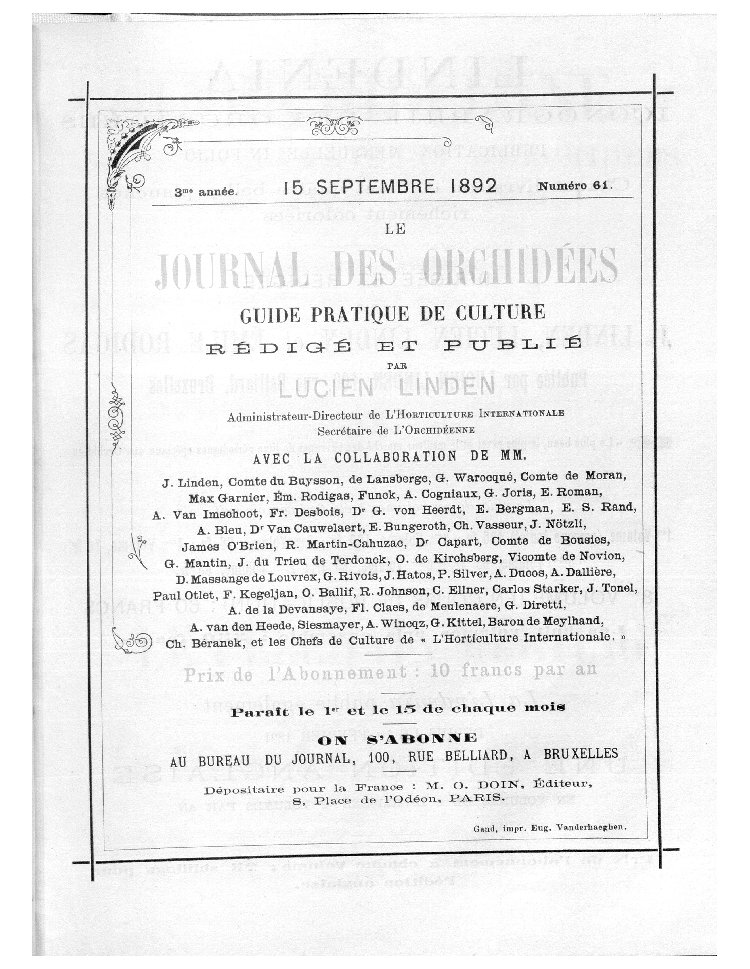 3me année.   15 SEPTEMBRE 1892   Numéro 61.
LE
JOURNAL DES ORCHIDÉES
GUIDE PRATIQUE DE CULTURE
RÉDIGÉ ET PUBLIÉ
PAR
LUCIEN LINDEN
Administrateur-Directeur de L'HORTICULTURE INTERNATIONALE
Secrétaire de L'ORCHIDÉENNE
AVEC LA COLLABORATION DE MM.
J. Linden, Comte du Buysson, de Lansberge, G. Warocqué, Comte de Moran,
Max Garnier, Ém. Rodigas, Funck, A. Cogniaux, G. Joris, E. Roman,
A. Van Imschoot, Fr. Desbois, Dr G. von Heerdt, E. Bergman, E. S. Rand,
A. Bleu, Dr Van Cauwelaert, E. Bungeroth, Ch. Vasseur, J. Nötzli,
James O'Brien, R. Martin-Cahuzac, Dr Capart, Comte de Bousies,
G. Mantin, J. du Trieu de Terdonck, O. de Kirchsberg, Vicomte de Novion,
D. Massange de Louvrex, G. Rivois, J. Hatos, P. Silver, A. Ducos, A. Dallière,
Paul Otlet, F. Kegeljan, O. Ballif, R. Johnson, C. Ellner, Carlos Starker, J. Tonel,
A. de la Devansaye, Fl. Claes, de Meulenaere, G. Diretti,
A. van den Heede, Siesmayer, A. Wincqz, G. Kittel, Baron de Meylhand,
Ch. Béranek, et les Chefs de Culture de « L'Horticulture Internationale. »
Prix de l'Abonnement : 10 francs par an
Paraît le 1er et le 15 de chaque mois
ON S'ABONNE
AU BUREAU DU JOURNAL, 100, RUE BELLIARD, A BRUXELLES
Dépositaire pour la France : M. O. DOIN, Éditeur,
8, Place de l'Odéon, PARIS.
Gand, impr. Eug. Vanderhaeghen.